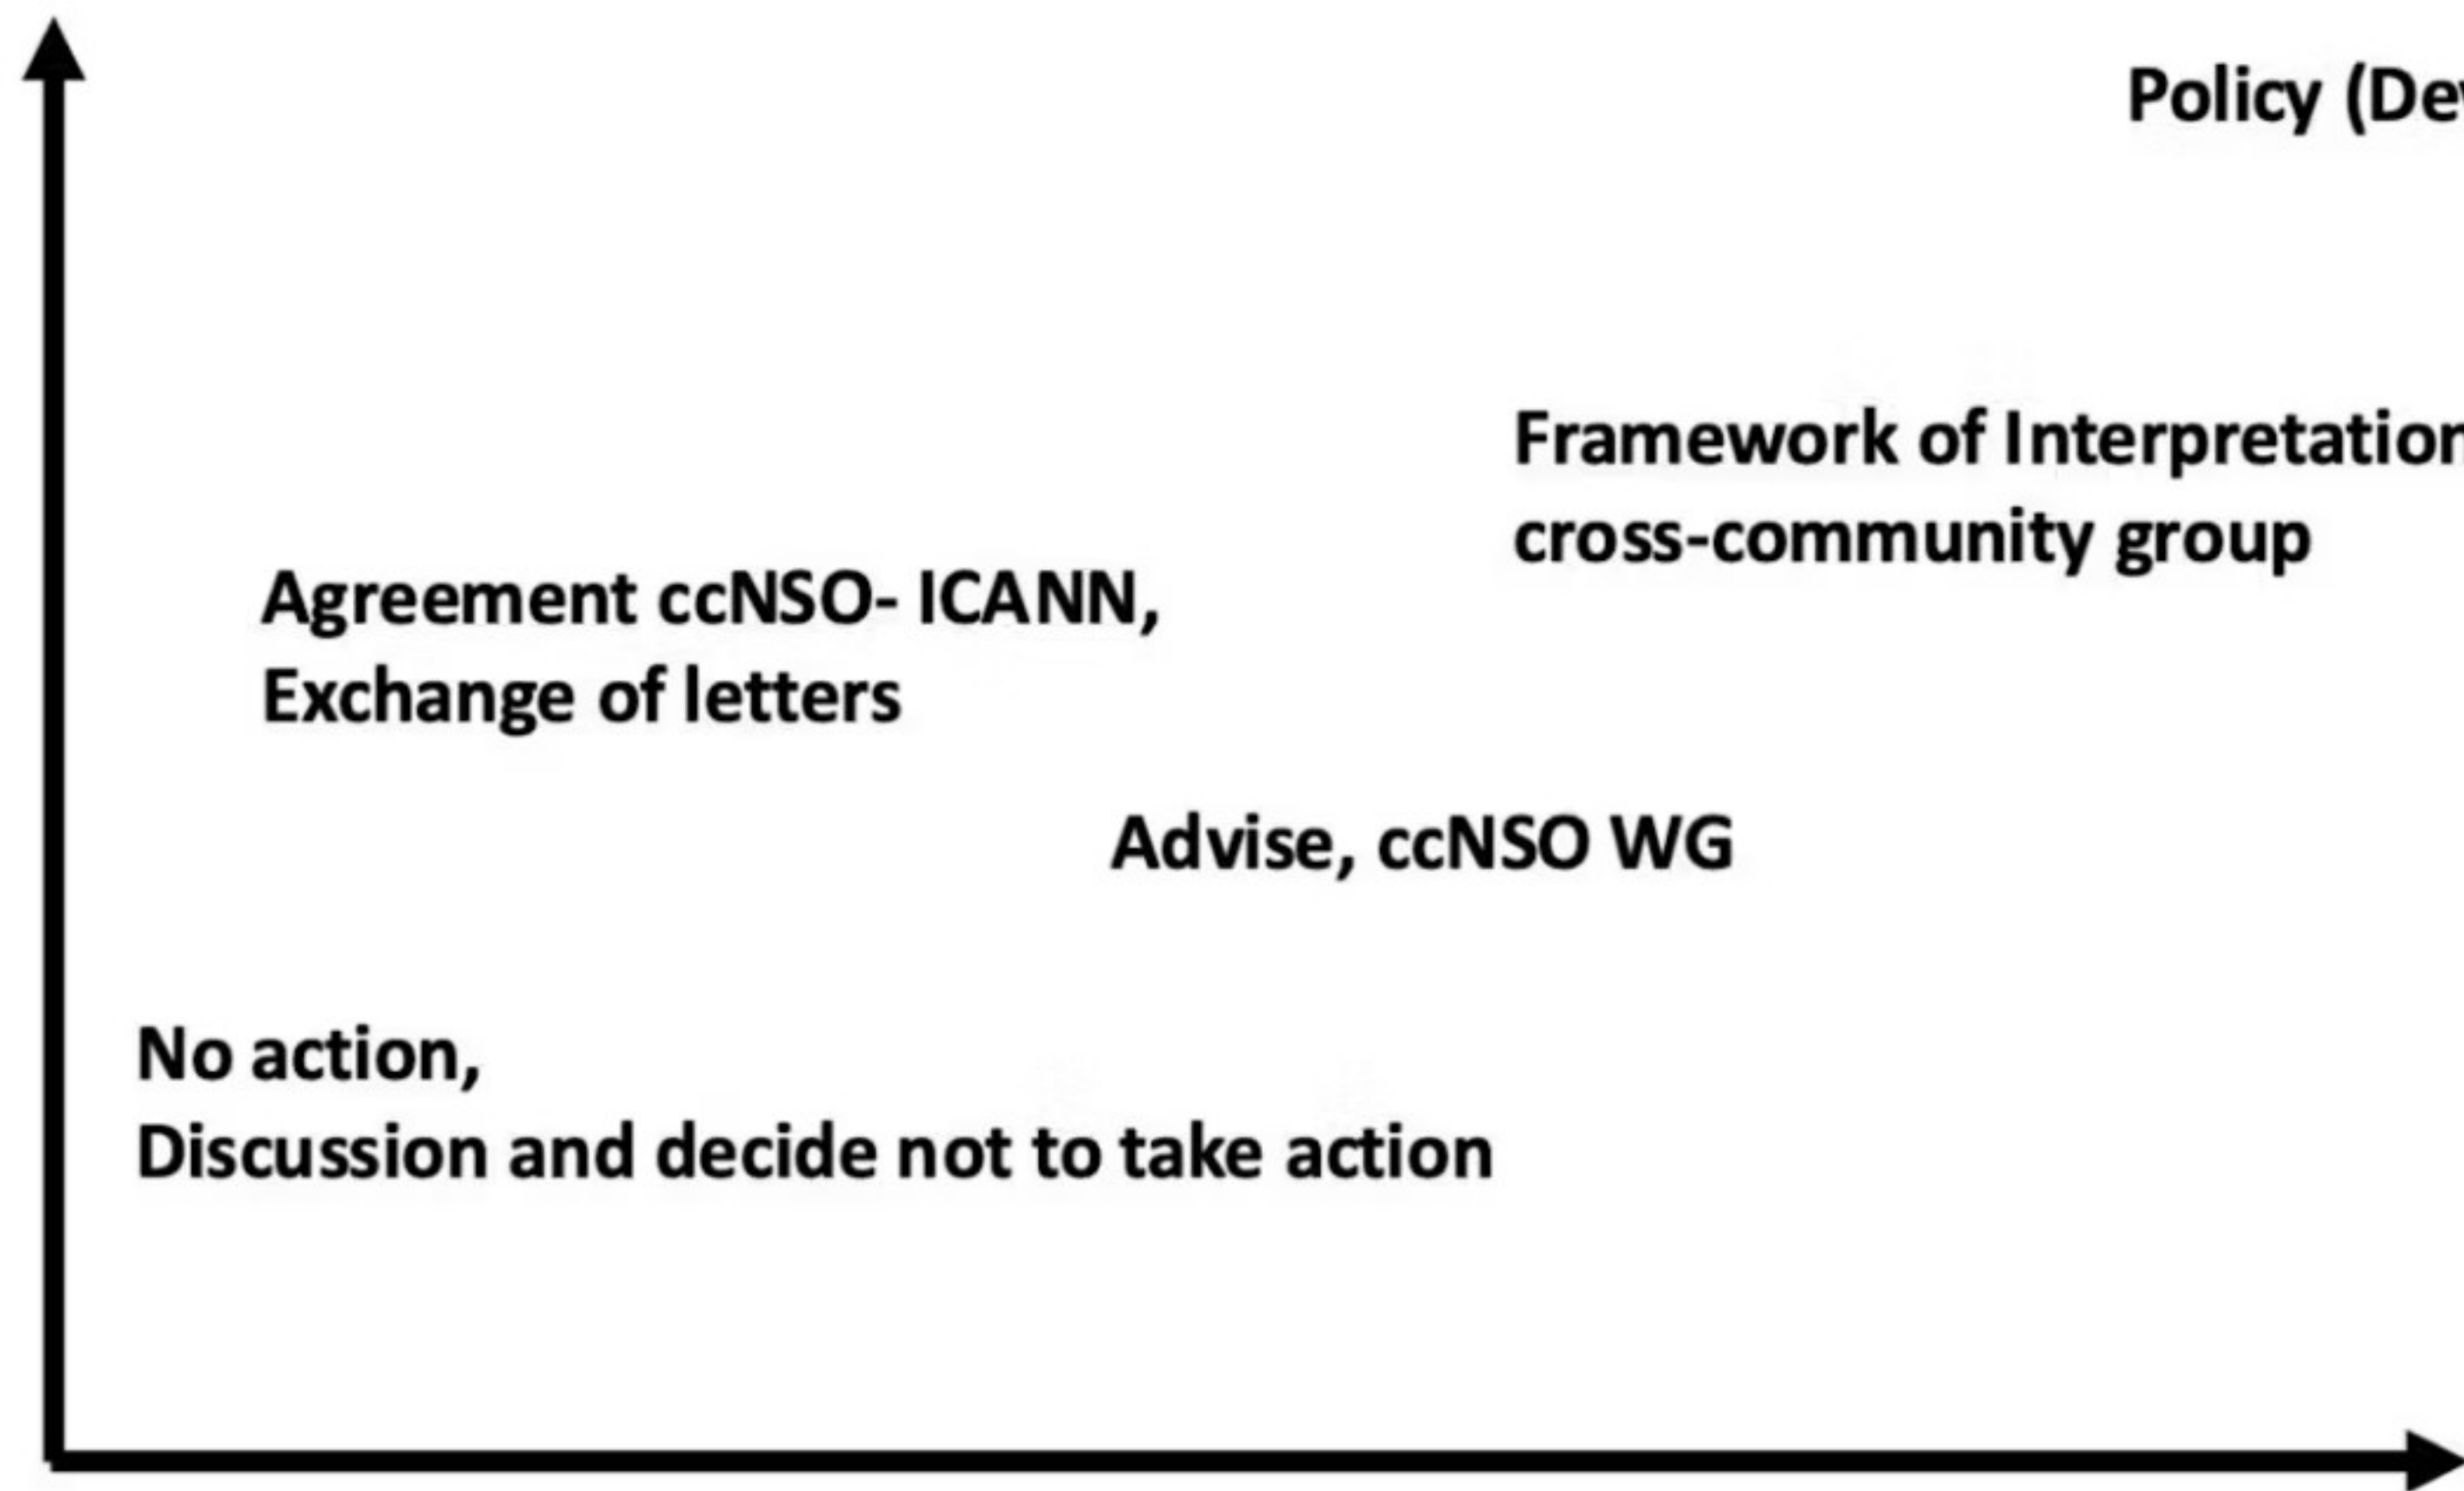 Policy (Dev
Framework of Interpretation
cross-community group
Agreement ccNSO- ICANN,
Exchange of letters
Advise, ccNSO WG
No action,
Discussion and decide not to take action